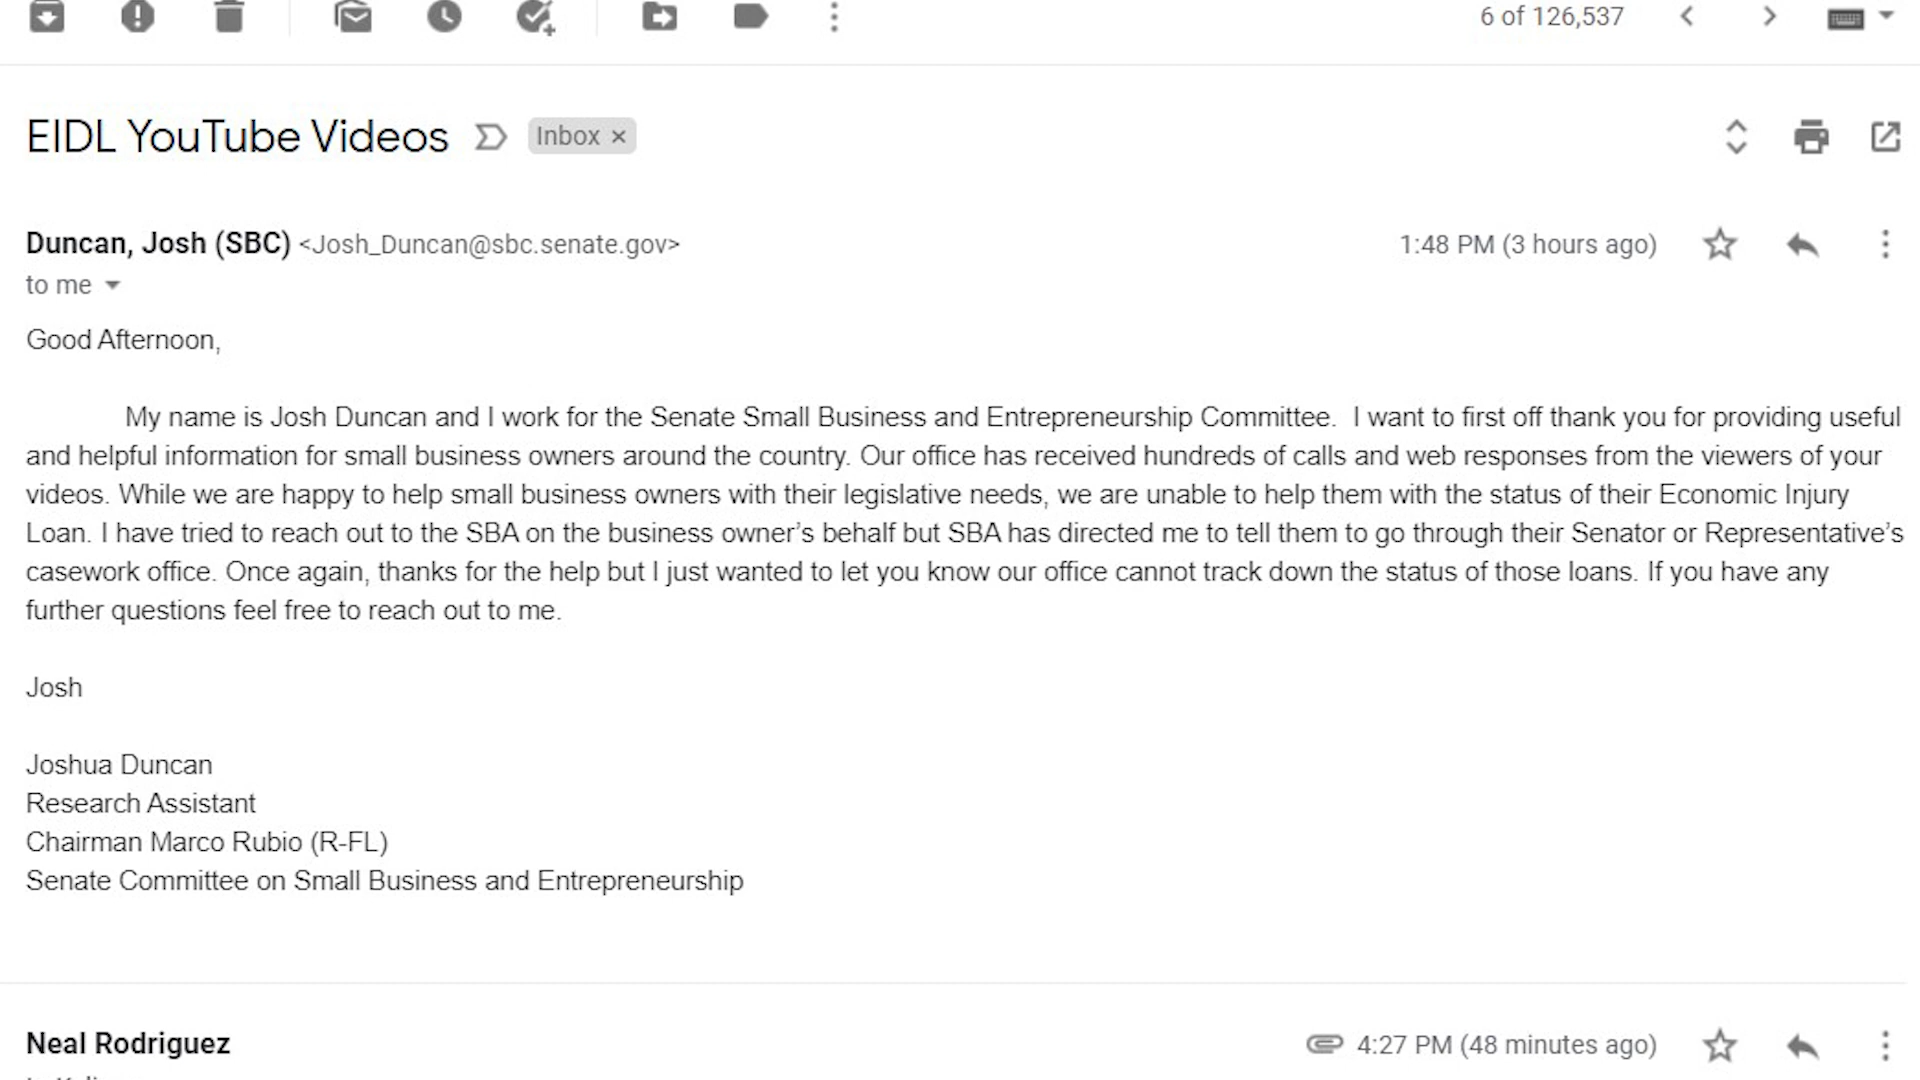 6 of 126,537
EIDL YouTube Videos Inbox ×
Duncan, Josh (SBC) <Josh_Duncan@sbc.senate.gov> 1:48 PM (3 hours ago)
to me
Good Afternoon,
My name is Josh Duncan and I work for the Senate Small Business and Entrepreneurship Committee.  I want to first off thank you for providing useful
and helpful information for small business owners around the country. Our office has received hundreds of calls and web responses from the viewers of your
videos. While we are happy to help small business owners with their legislative needs, we are unable to help them with the status of their Economic Injury
Loan. I have tried to reach out to the SBA on the business owner’s behalf but SBA has directed me to tell them to go through their Senator or Representative’s
casework office. Once again, thanks for the help but I just wanted to let you know our office cannot track down the status of those loans. If you have any
further questions feel free to reach out to me.
Josh
Joshua Duncan
Research Assistant
Chairman Marco Rubio (R-FL)
Senate Committee on Small Business and Entrepreneurship
Neal Rodriguez 4:27 PM (48 minutes ago)